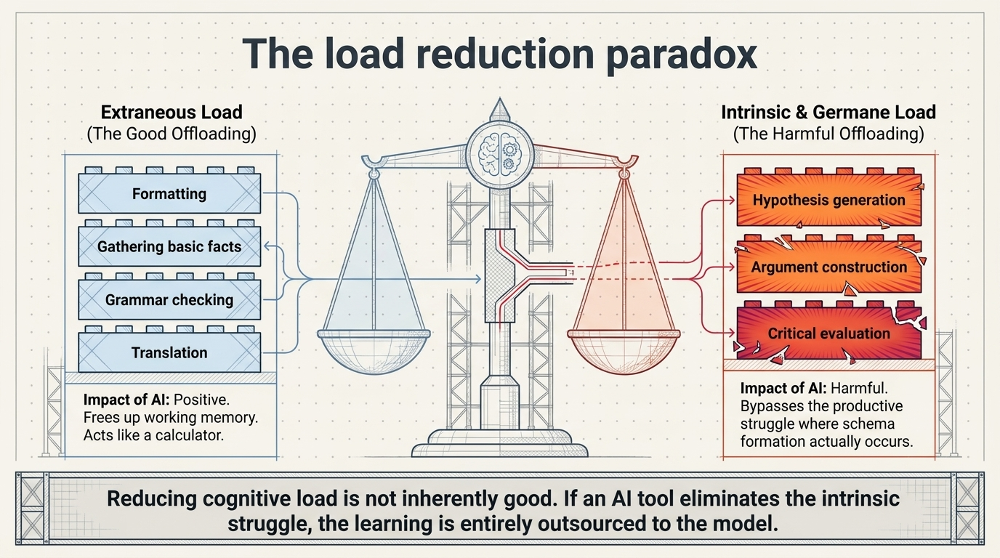 The load reduction paradox
Extraneous Load
(The Good Offloading)
Formatting
Gathering basic facts
Grammar checking
Translation
Impact of AI: Positive.
Frees up working memory.
Acts like a calculator.
Intrinsic & Germane Load
(The Harmful Offloading)
Hypothesis generation
Argument construction
Critical evaluation
Impact of AI: Harmful.
Bypasses the productive
struggle where schema
formation actually occurs.
Reducing cognitive load is not inherently good. If an AI tool eliminates the intrinsic
struggle, the learning is entirely outsourced to the model.